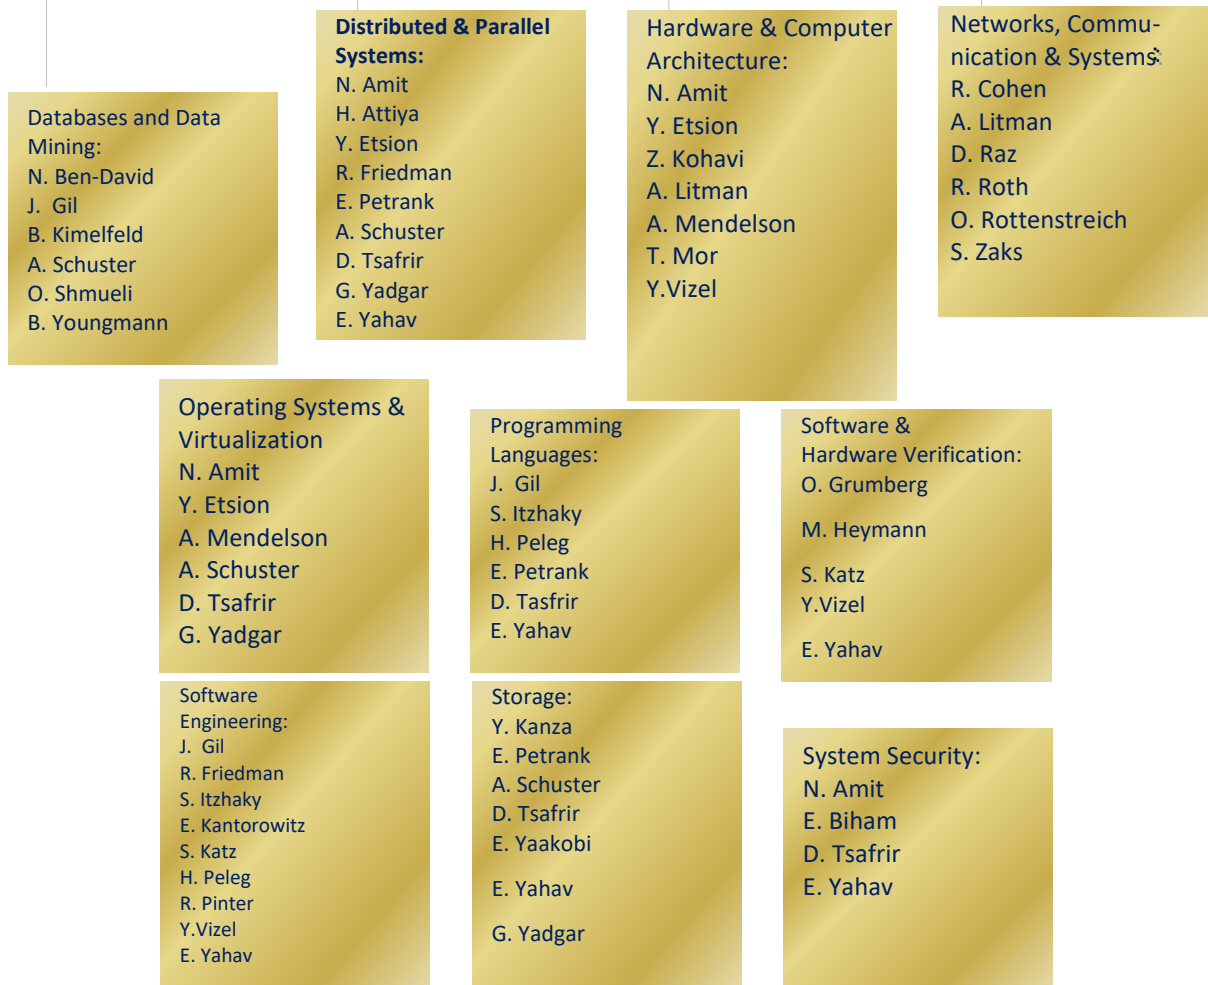 Databases and Data
Mining:
N. Ben-David
J.  Gil
B. Kimelfeld
A. Schuster
O. Shmueli
B. Youngmann
Distributed & Parallel
Systems:
N. Amit
H. Attiya
Y. Etsion
R. Friedman
E. Petrank
A. Schuster
D. Tsafrir
G. Yadgar
E. Yahav
Hardware & Computer
Architecture:
N. Amit
Y. Etsion
Z. Kohavi
A. Litman
A. Mendelson
T. Mor
Y.Vizel
Networks, Commu-
nication & Systems:
R. Cohen
A. Litman
D. Raz
R. Roth
O. Rottenstreich
S. Zaks
Operating Systems &
Virtualization
N. Amit
Y. Etsion
A. Mendelson
A. Schuster
D. Tsafrir
G. Yadgar
Programming
Languages:
J.  Gil
S. Itzhaky
H. Peleg
E. Petrank
D. Tasfrir
E. Yahav
Software &
Hardware Verification:
O. Grumberg
M. Heymann
S. Katz
Y.Vizel
E. Yahav
Software
Engineering:
J.  Gil
R. Friedman
S. Itzhaky
E. Kantorowitz
S. Katz
H. Peleg
R. Pinter
Y.Vizel
E. Yahav
Storage:
Y. Kanza
E. Petrank
A. Schuster
D. Tsafrir
E. Yaakobi
E. Yahav
G. Yadgar
System Security:
N. Amit
E. Biham
D. Tsafrir
E. Yahav